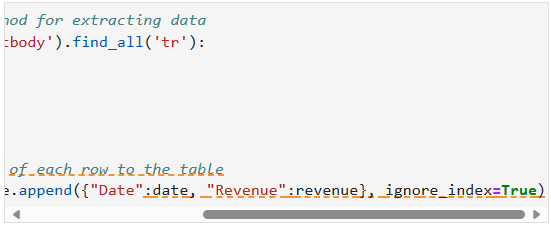 nod for extracting data
tbody').find_all('tr'):
of each row to the table
e.append({"Date":date, "Revenue":revenue}, ignore_index=True)